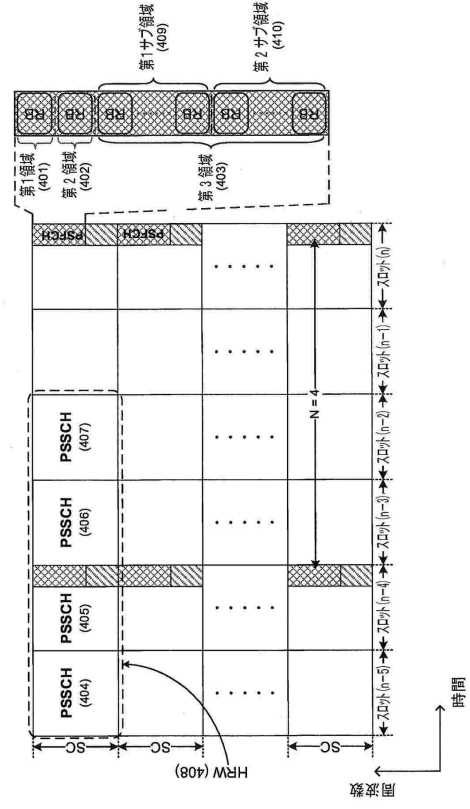 第1領域
(401)
第2領域
(402)
第3領域
(403)
RB
RB
RB
RB
RB
RB
第1サブ領域
(409)
第2サブ領域
(410)
PSFCH
PSFCH
PSSCH
(404)
PSSCH
(405)
PSSCH
(406)
PSSCH
(407)
N=4
SC
SC
SC
HRW (408)
スロット(n-5)
スロット(n-4)
スロット(n-3)
スロット(n-2)
スロット(n-1)
スロット(n)
周波数
時間